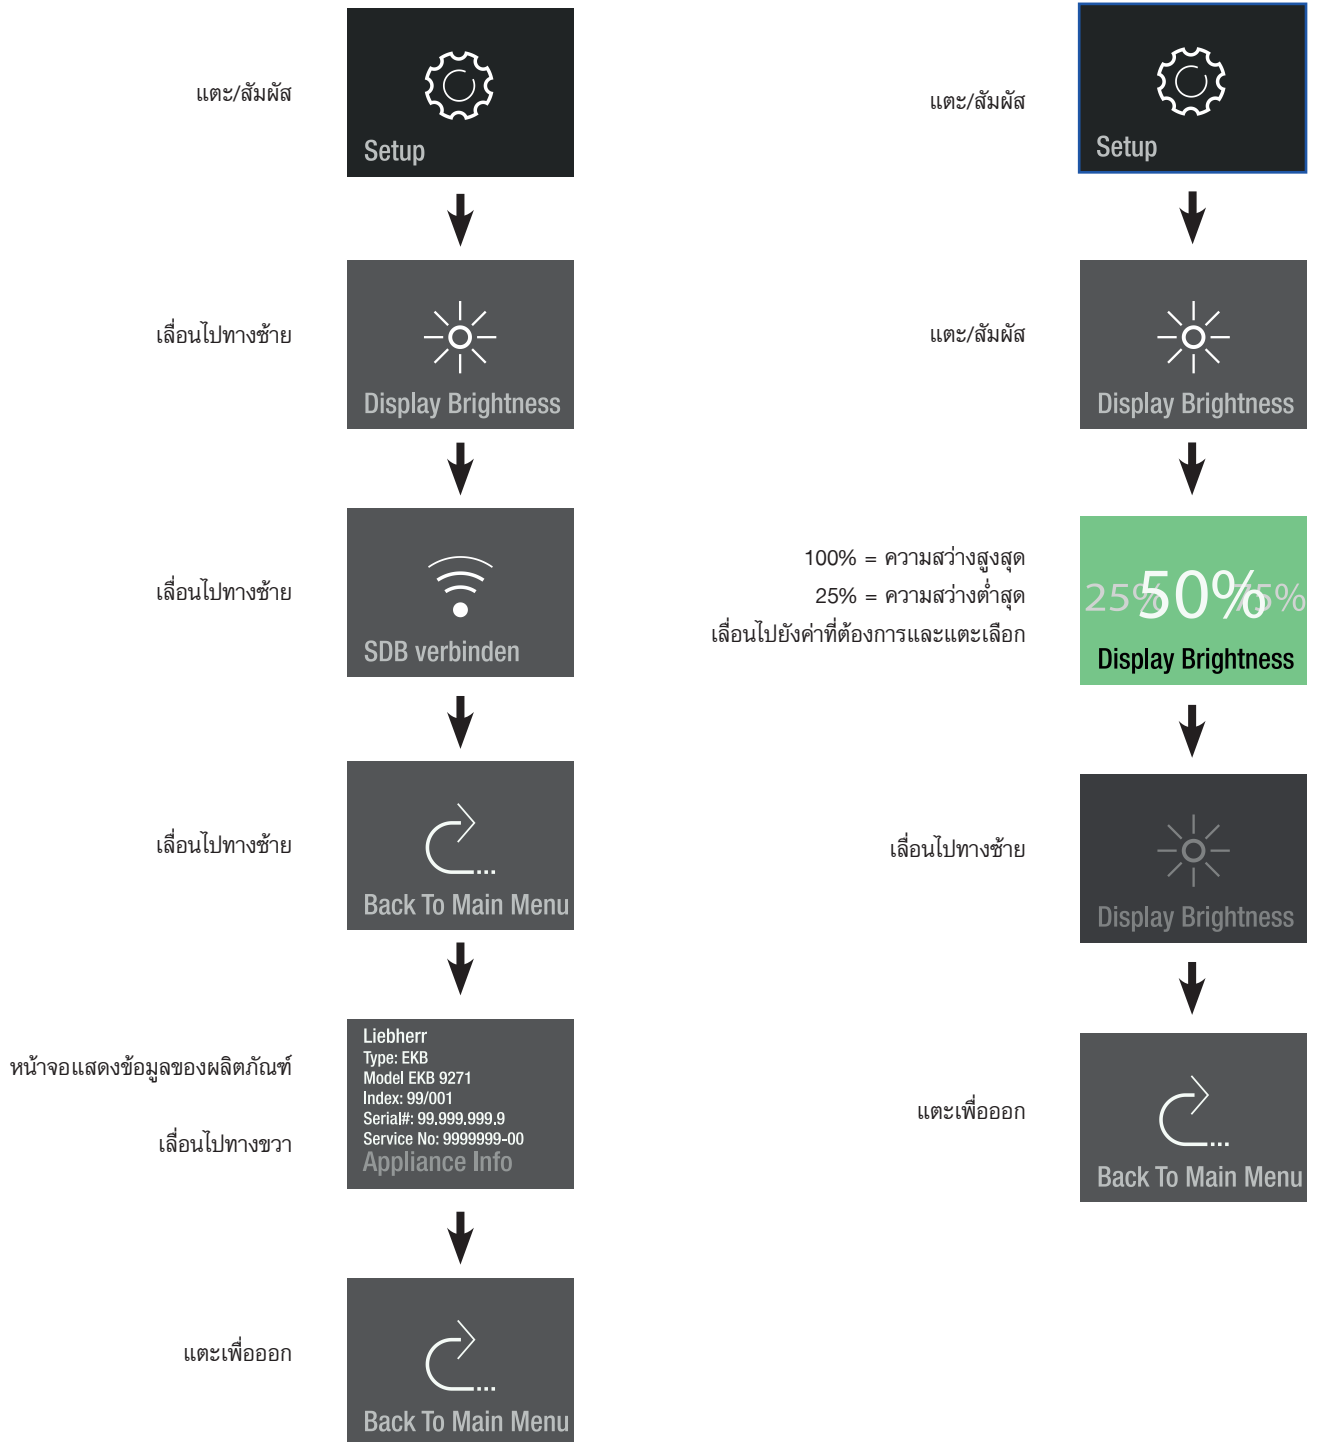 แตะ/สัมผัส
Setup
เลื่อนไปทางซ้าย
Display Brightness
เลื่อนไปทางซ้าย
SDB verbinden
เลื่อนไปทางซ้าย
Back To Main Menu
หน้าจอแสดงข้อมูลของผลิตภัณฑ์
เลื่อนไปทางขวา
Liebherr
Type: EKB
Model EKB 9271
Index: 99/001
Serial#: 99.999.999.9
Service No: 9999999-00
Appliance Info
แตะเพื่อออก
Back To Main Menu
แตะ/สัมผัส
Setup
แตะ/สัมผัส
Display Brightness
100% = ความสว่างสูงสุด
25% = ความสว่างต่ำสุด
เลื่อนไปยังค่าที่ต้องการและแตะเลือก
25% 50% 75%
Display Brightness
เลื่อนไปทางซ้าย
Display Brightness
แตะเพื่อออก
Back To Main Menu